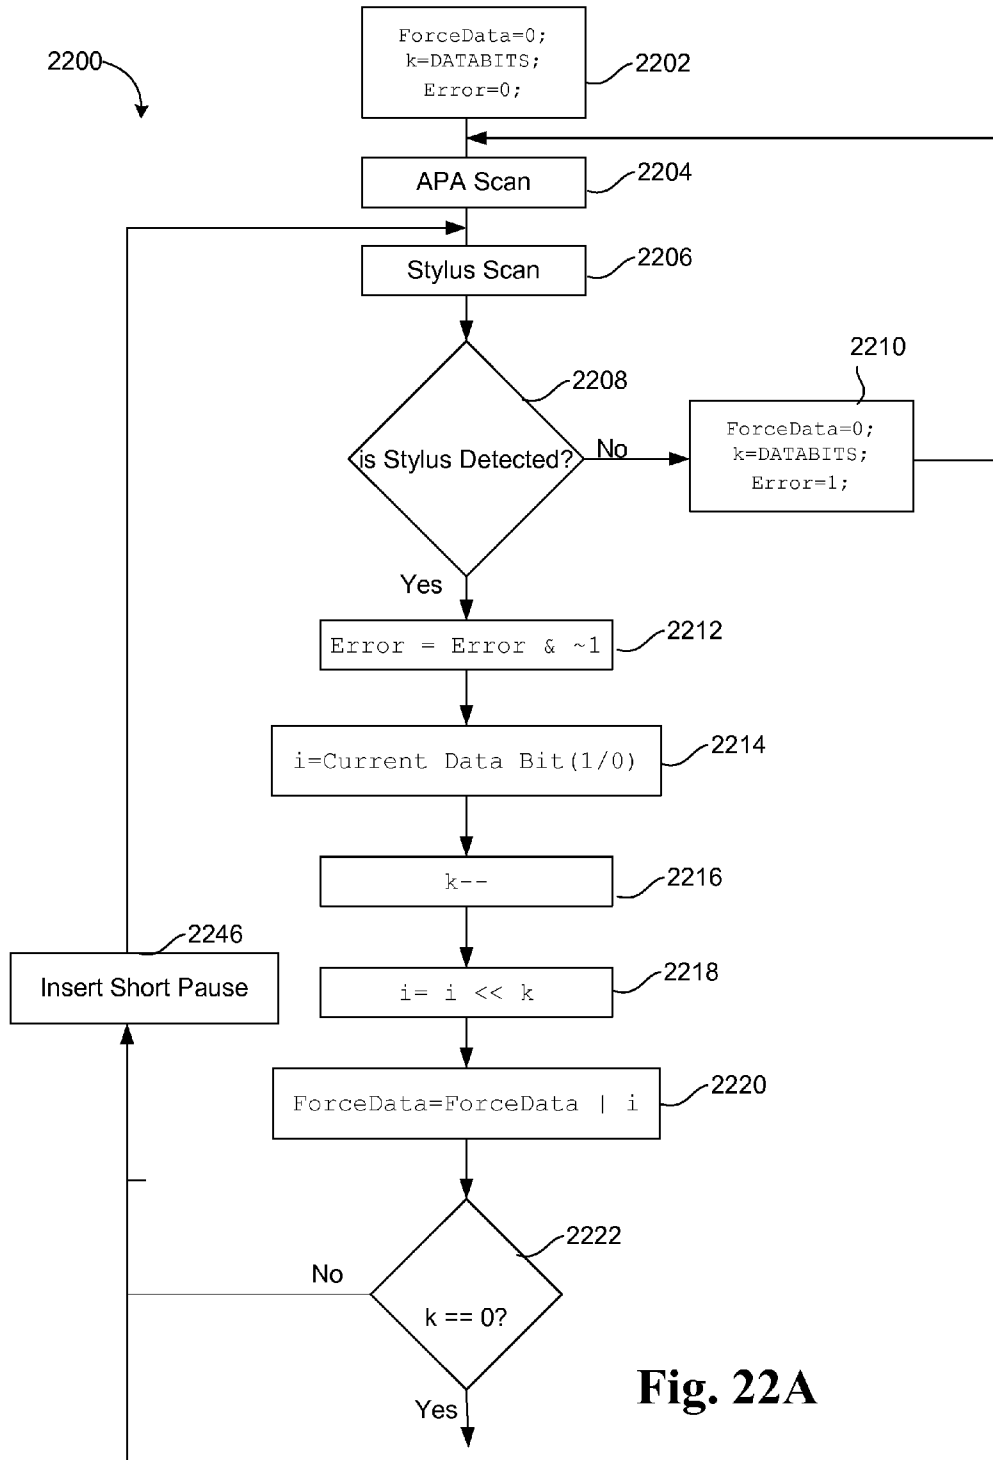 2200
ForceData=0;
k=DATABITS;
Error=0;
2202
APA Scan
2204
Stylus Scan
2206
is Stylus Detected?
2208
No
2210
ForceData=0;
k=DATABITS;
Error=1;
Yes
Error = Error & ~1
2212
i=Current Data Bit(1/0)
2214
k--
2216
2246
Insert Short Pause
i= i << k
2218
ForceData=ForceData | i
2220
k == 0?
2222
No
Yes
Fig. 22A